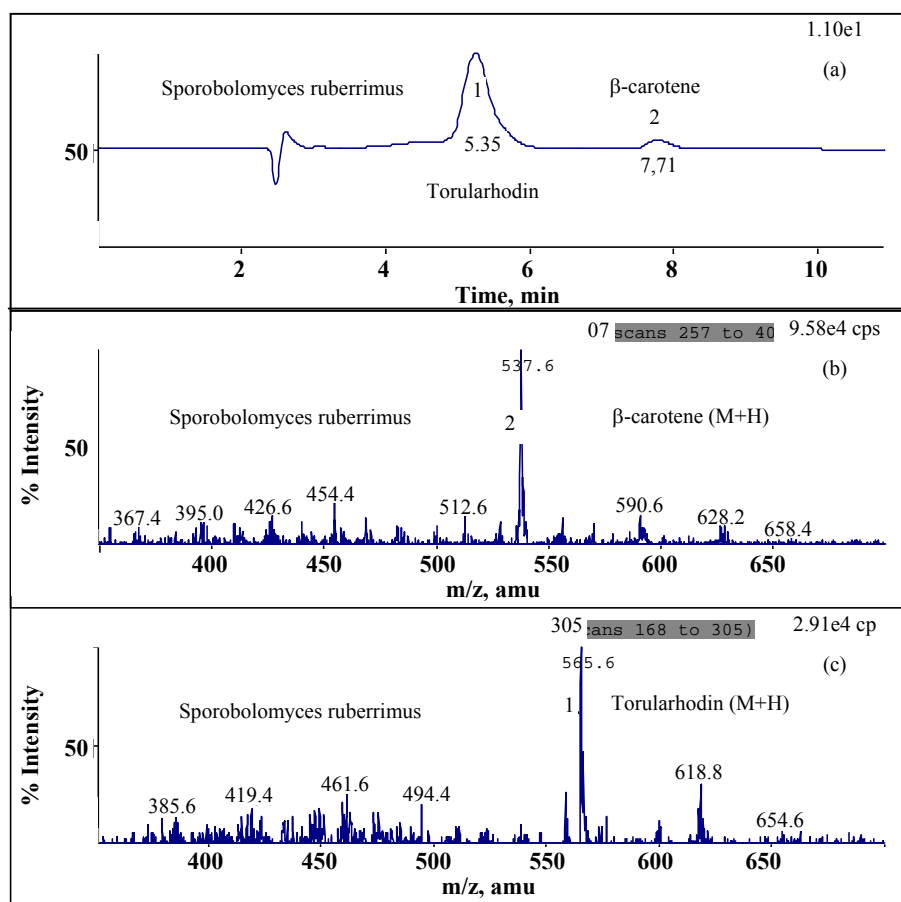 1.10e1
(a)
Sporobolomyces ruberrimus
β-carotene
1
2
50
5.35
7,71
Torularhodin
2 4 6 8 10
Time, min
07 scans 257 to 40 9.58e4 cps
(b)
537.6
% Intensity
Sporobolomyces ruberrimus
2
β-carotene (M+H)
50
367.4 395.0 426.6 454.4 512.6 590.6 628.2 658.4
400 450 500 550 600 650
m/z, amu
305 cans 168 to 305) 2.91e4 cp
(c)
565.6
% Intensity
Sporobolomyces ruberrimus
1
Torularhodin (M+H)
50
385.6 419.4 461.6 494.4 618.8 654.6
400 450 500 550 600 650
m/z, amu